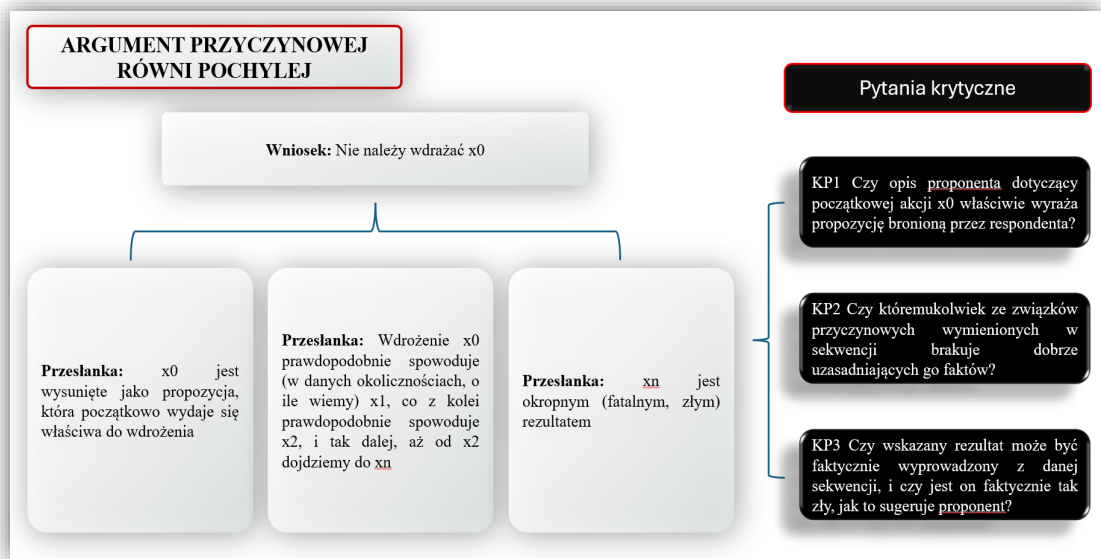 ARGUMENT PRZYCZYNOWEJ
RÓWNI POCHYLEJ
Wniosek: Nie należy wdrażać x0
Przesłanka: x0 jest
wysunięte jako propozycja,
która początkowo wydaje się
właściwa do wdrożenia
Przesłanka: Wdrożenie x0
prawdopodobnie spowoduje
(w danych okolicznościach, o
ile wiemy) x1, co z kolei
prawdopodobnie spowoduje
x2, i tak dalej, aż od x2
dojdziemy do xn
Przesłanka: xn jest
okropnym (fatalnym, złym)
rezultatem
Pytania krytyczne
KP1 Czy opis proponenta dotyczący
początkowej akcji x0 właściwie wyraża
propozycję bronioną przez respondenta?
KP2 Czy któremukolwiek ze związków
przyczynowych wymienionych w
sekwencji brakuje dobrze
uzasadniających go faktów?
KP3 Czy wskazany rezultat może być
faktycznie wyprowadzony z danej
sekwencji, i czy jest on faktycznie tak
zły, jak to sugeruje proponent?